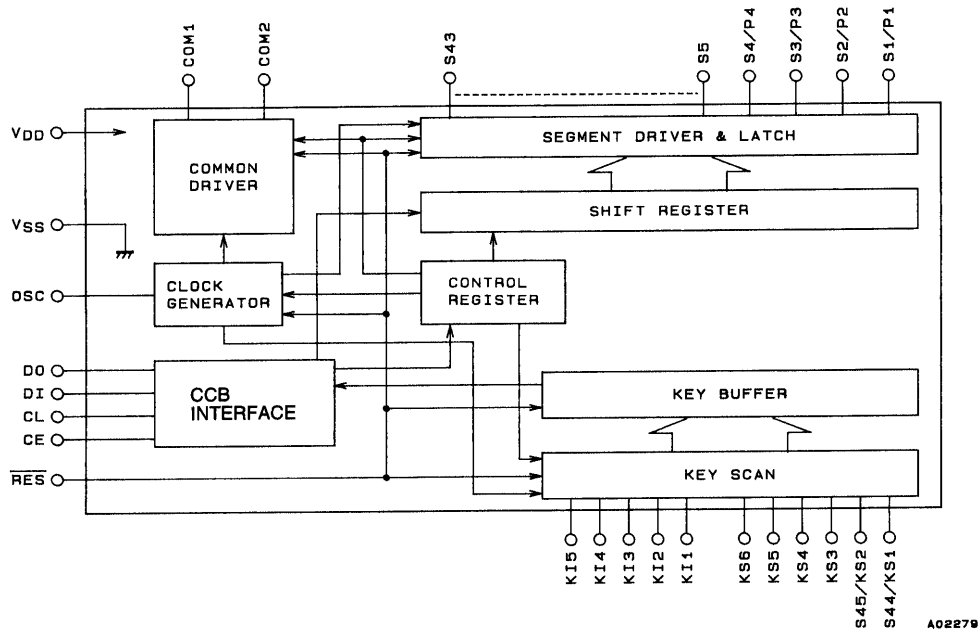 COM1
COM2
S43
S5
S4/P4
S3/P3
S2/P2
S1/P1
VDD
COMMON
DRIVER
SEGMENT DRIVER & LATCH
VSS
SHIFT REGISTER
OSC
CLOCK
GENERATOR
CONTROL
REGISTER
DO
DI
CL
CE
CCB
INTERFACE
KEY BUFFER
RES
KEY SCAN
KI5
KI4
KI3
KI2
KI1
KS6
KS5
KS4
KS3
S45/KS2
S44/KS1
A02279